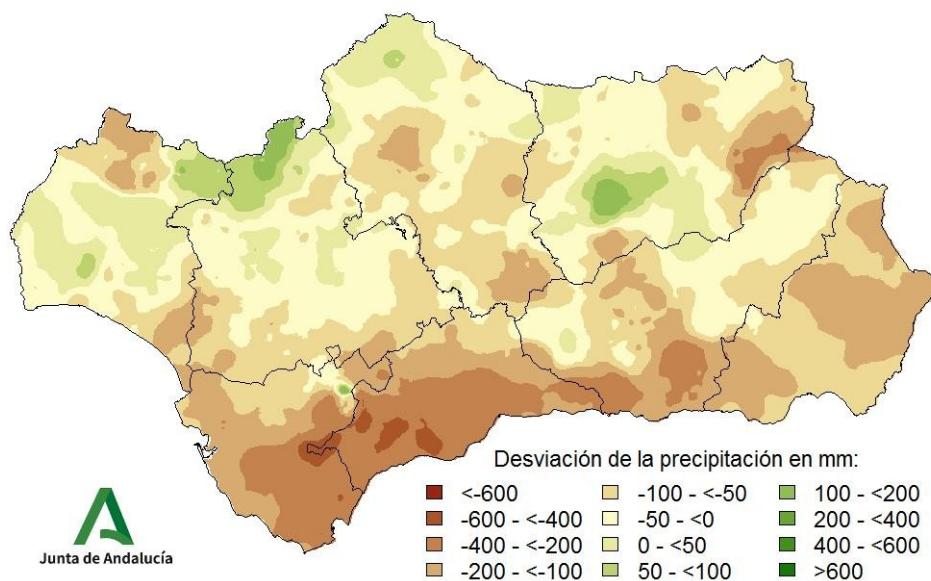 Desviación de la precipitación en mm:
<-600
-600 - <-400
-400 - <-200
-200 - <-100
-100 - <-50
-50 - <0
0 - <50
50 - <100
100 - <200
200 - <400
400 - <600
>600
Junta de Andalucía